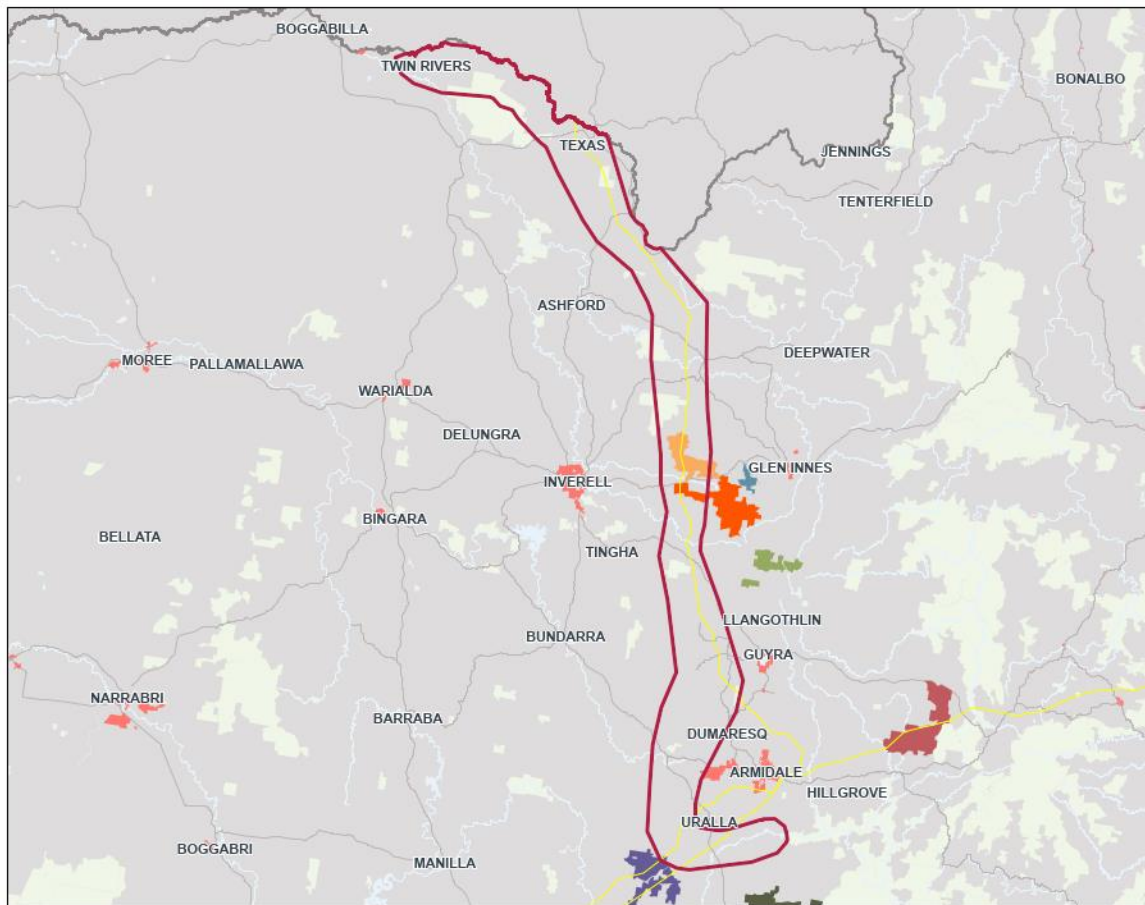 BOGGABILLA
TWIN RIVERS
BONALBO
TEXAS
JENNINGS
TENTERFIELD
ASHFORD
DEEPWATER
MOREE
PALLAMALLAWA
WARIALDA
DELUNGRA
GLEN INNES
INVERELL
BINGARA
BELLATA
TINGHA
LLANGOTHLIN
BUNDARRA
GUYRA
NARRABRI
BARRABA
DUMARESQ
ARMIDALE
HILLGROVE
URALLA
BOGGABRI
MANILLA